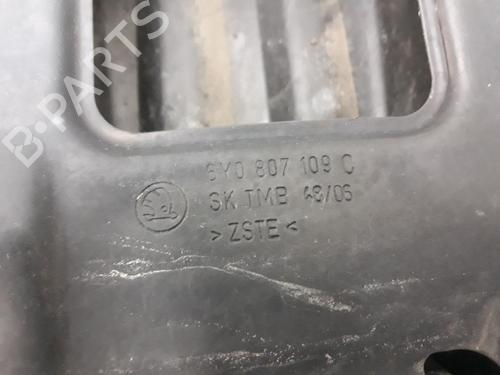 B-PARTS
6Y0 807 109 C
SK.TMB 48/06
>ZSTE<